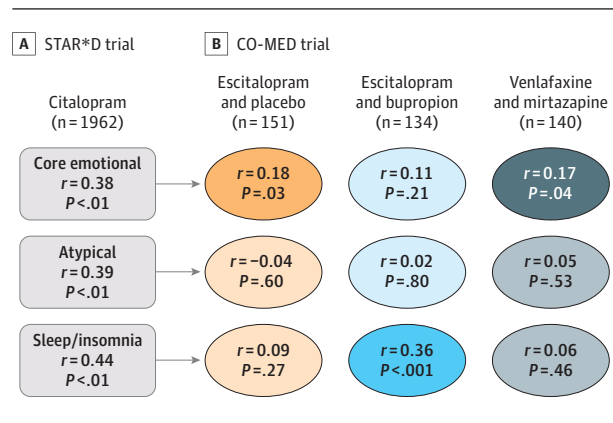 A STAR*D trial
B CO-MED trial
Citalopram
(n=1962)
Escitalopram
and placebo
(n=151)
Escitalopram
and bupropion
(n=134)
Venlafaxine
and mirtazapine
(n=140)
Core emotional
r=0.38
P<.01
r=0.18
P=.03
r=0.11
P=.21
r=0.17
P=.04
Atypical
r=0.39
P<.01
r=−0.04
P=.60
r=0.02
P=.80
r=0.05
P=.53
Sleep/insomnia
r=0.44
P<.01
r=0.09
P=.27
r=0.36
P<.001
r=0.06
P=.46